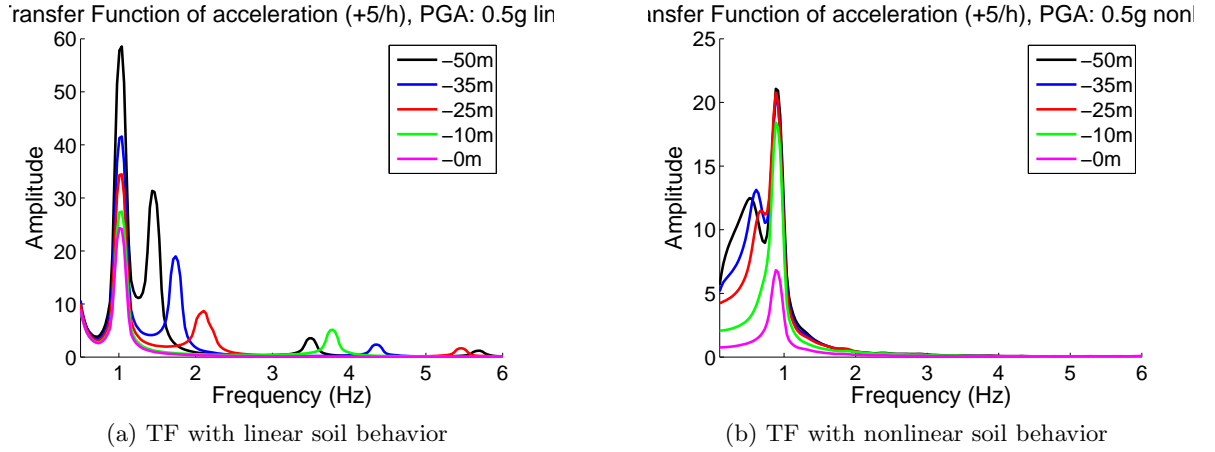 ransfer Function of acceleration (+5/h), PGA: 0.5g lin
60
50
40
30
20
10
0
Amplitude
1
2
3
4
5
6
Frequency (Hz)
−50m
−35m
−25m
−10m
−0m
(a) TF with linear soil behavior
nsfer Function of acceleration (+5/h), PGA: 0.5g nonl
25
20
15
10
5
0
Amplitude
1
2
3
4
5
6
Frequency (Hz)
−50m
−35m
−25m
−10m
−0m
(b) TF with nonlinear soil behavior